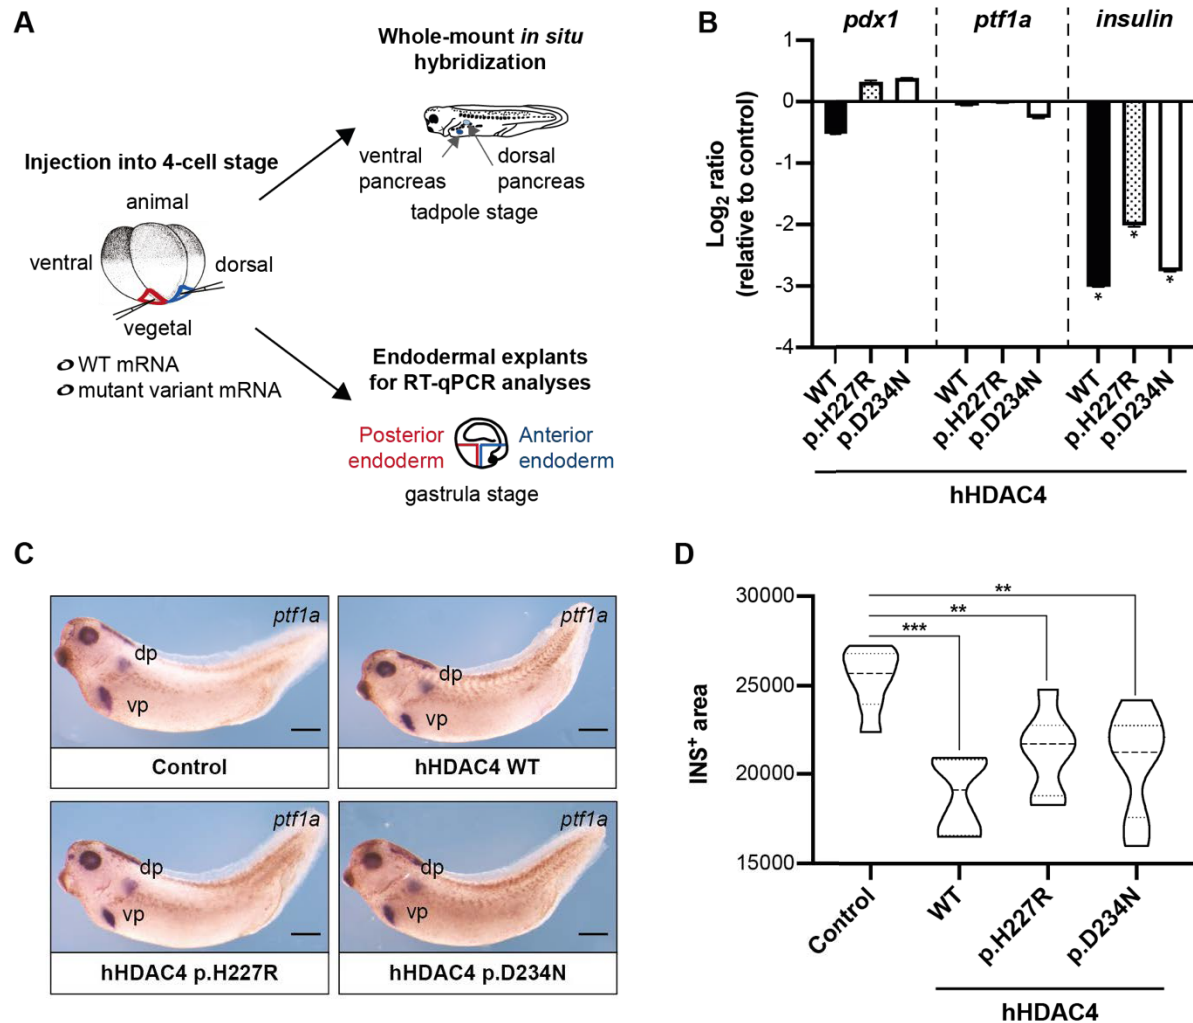 A
Whole-mount in situ
hybridization
Injection into 4-cell stage
animal
ventral
dorsal
vegetal
WT mRNA
mutant variant mRNA
ventral
pancreas
dorsal
pancreas
tadpole stage
Endodermal explants
for RT-qPCR analyses
Posterior
endoderm
Anterior
endoderm
gastrula stage
B
pdx1
ptf1a
insulin
Log2 ratio
(relative to control)
1
0
-1
-2
-3
-4
*
*
*
WT
p.H227R
p.D234N
WT
p.H227R
p.D234N
WT
p.H227R
p.D234N
hHDAC4
C
ptf1a
dp
vp
Control
ptf1a
dp
vp
hHDAC4 WT
ptf1a
dp
vp
hHDAC4 p.H227R
ptf1a
dp
vp
hHDAC4 p.D234N
D
INS+ area
30000
25000
20000
15000
**
**
***
Control
WT
p.H227R
p.D234N
hHDAC4